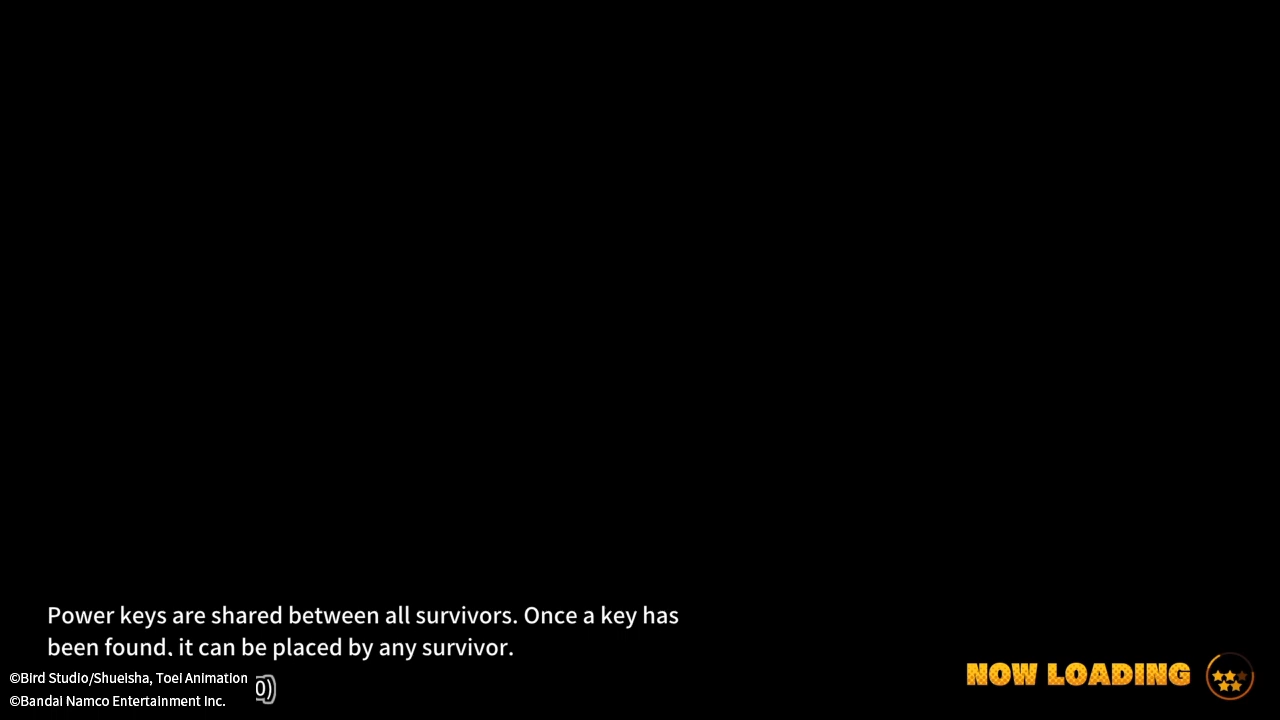 Power keys are shared between all survivors. Once a key has
been found, it can be placed by any survivor.
©Bird Studio/Shueisha, Toei Animation
©Bandai Namco Entertainment Inc.
NOW LOADING